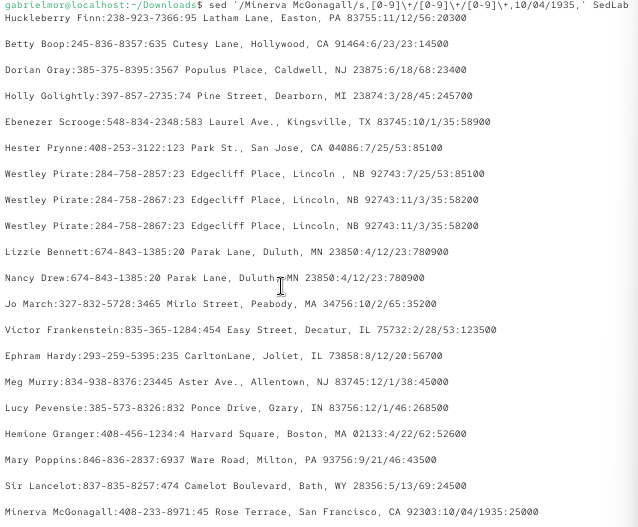 gabrielmor@localhost:~/Downloads$ sed '/Minerva McGonagall/s,[0-9]\+/[0-9]\+/[0-9]\+,10/04/1935,' SedLab
Huckleberry Finn:238-923-7366:95 Latham Lane, Easton, PA 83755:11/12/56:20300
Betty Boop:245-836-8357:635 Cutesy Lane, Hollywood, CA 91464:6/23/23:14500
Dorian Gray:385-375-8395:3567 Populus Place, Caldwell, NJ 23875:6/18/68:23400
Holly Golightly:397-857-2735:74 Pine Street, Dearborn, MI 23874:3/28/45:245700
Ebenezer Scrooge:548-834-2348:583 Laurel Ave., Kingsville, TX 83745:10/1/35:58900
Hester Prynne:408-253-3122:123 Park St., San Jose, CA 04086:7/25/53:85100
Westley Pirate:284-758-2857:23 Edgecliff Place, Lincoln , NB 92743:7/25/53:85100
Westley Pirate:284-758-2867:23 Edgecliff Place, Lincoln, NB 92743:11/3/35:58200
Westley Pirate:284-758-2867:23 Edgecliff Place, Lincoln, NB 92743:11/3/35:58200
Lizzie Bennett:674-843-1385:20 Parak Lane, Duluth, MN 23850:4/12/23:780900
Nancy Drew:674-843-1385:20 Parak Lane, Duluth, MN 23850:4/12/23:780900
Jo March:327-832-5728:3465 Mirlo Street, Peabody, MA 34756:10/2/65:35200
Victor Frankenstein:835-365-1284:454 Easy Street, Decatur, IL 75732:2/28/53:123500
Ephram Hardy:293-259-5395:235 CarltonLane, Joliet, IL 73858:8/12/20:56700
Meg Murry:834-938-8376:23445 Aster Ave., Allentown, NJ 83745:12/1/38:45000
Lucy Pevensie:385-573-8326:832 Ponce Drive, Gzary, IN 83756:12/1/46:268500
Hemione Granger:408-456-1234:4 Harvard Square, Boston, MA 02133:4/22/62:52600
Mary Poppins:846-836-2837:6937 Ware Road, Milton, PA 93756:9/21/46:43500
Sir Lancelot:837-835-8257:474 Camelot Boulevard, Bath, WY 28356:5/13/69:24500
Minerva McGonagall:408-233-8971:45 Rose Terrace, San Francisco, CA 92303:10/04/1935:25000